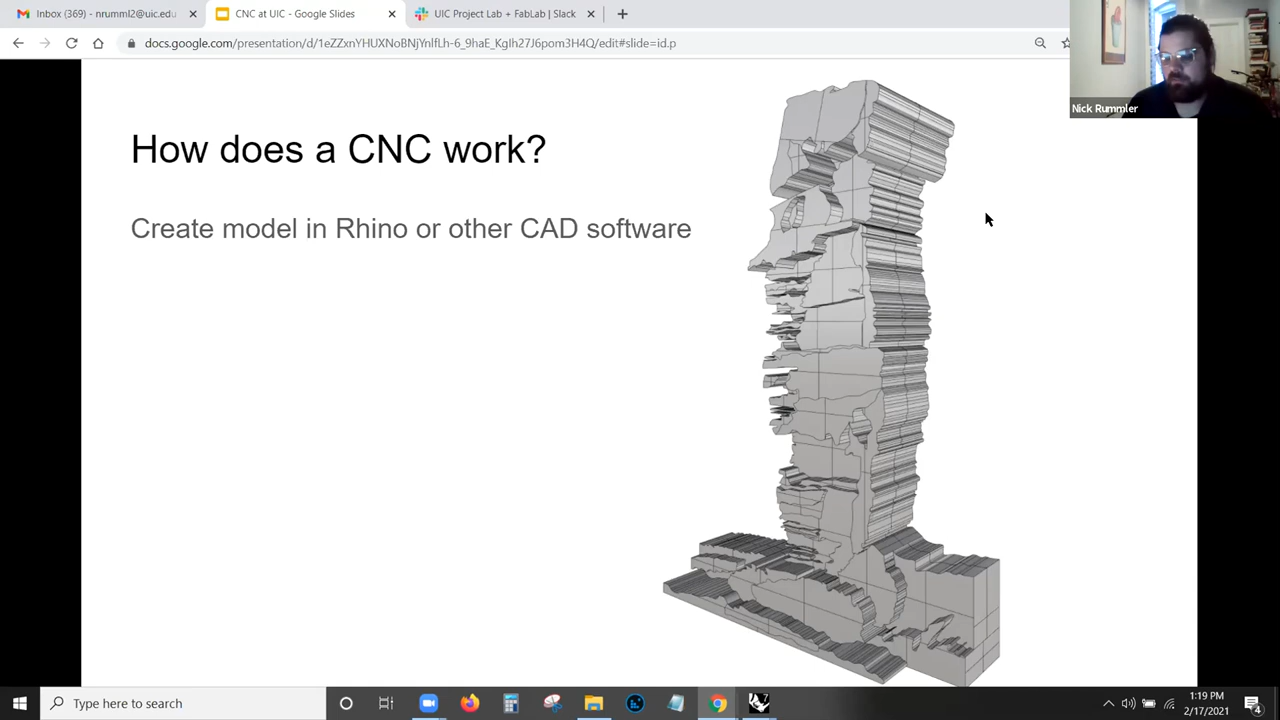 Inbox (369) - nrumml2@uic.edu
CNC at UIC - Google Slides
UIC Project Lab + FabLab | Slack
docs.google.com/presentation/d/1eZZxnYHUXNoBNjYnlfLh-6_9haE_KgIh27J6pom3H4Q/edit#slide=id.p
Nick Rummler
How does a CNC work?
Create model in Rhino or other CAD software
Type here to search
1:19 PM
2/17/2021
4